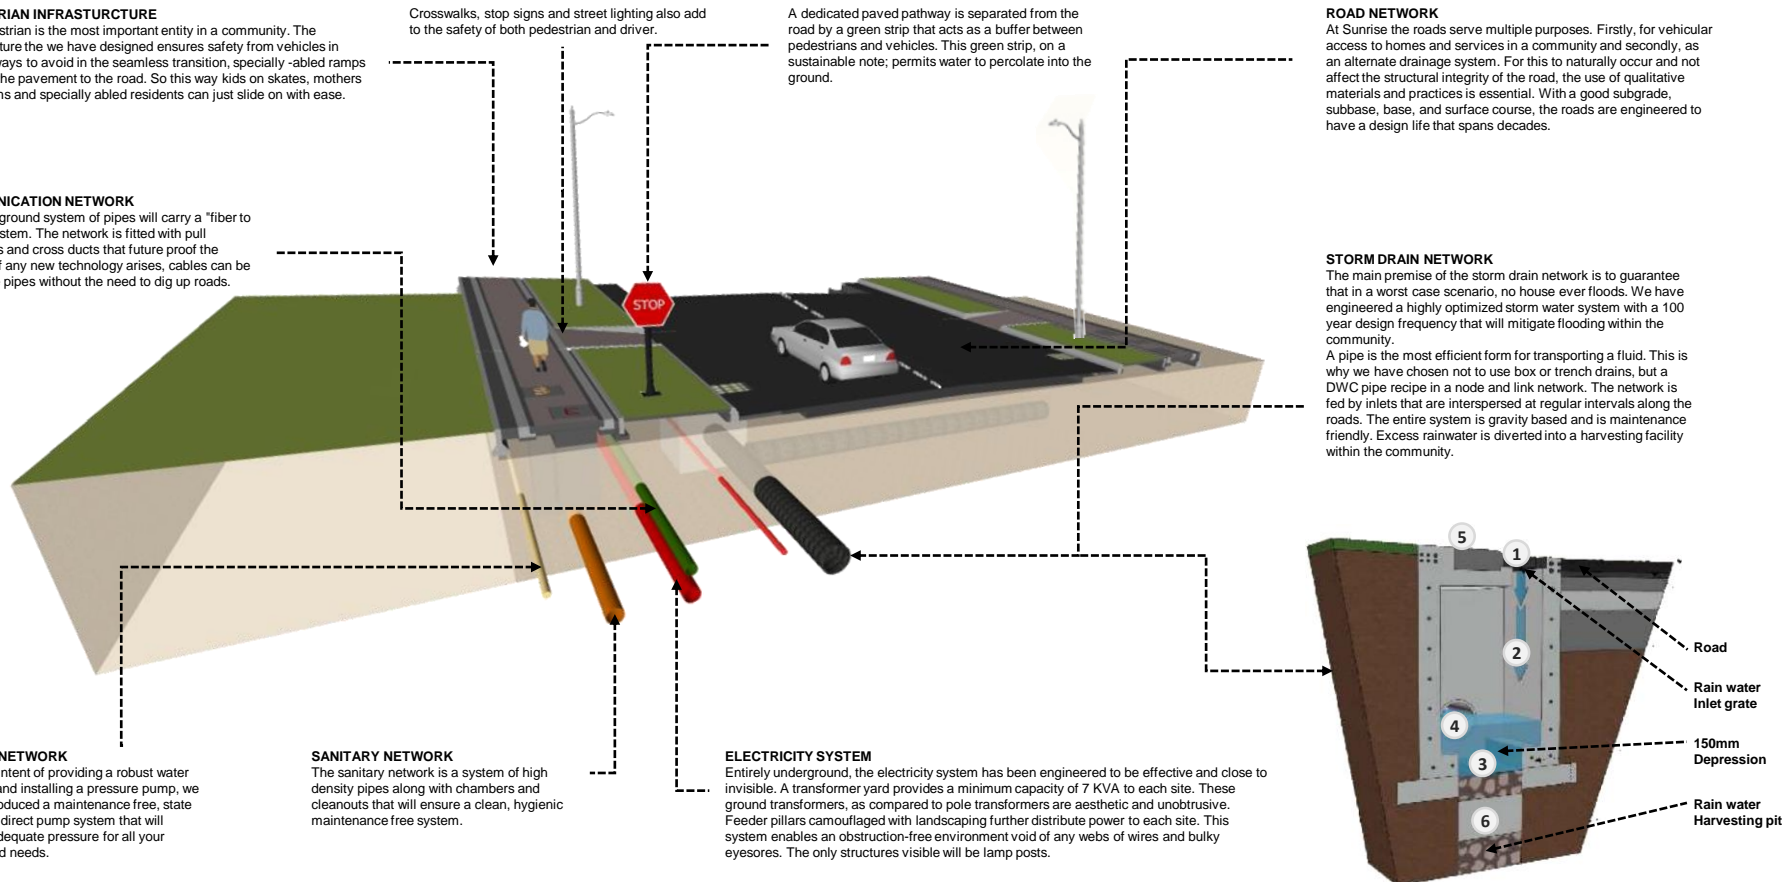 RIAN INFRASTURCTURE
strian is the most important entity in a community. The
ture the we have designed ensures safety from vehicles in
ways to avoid in the seamless transition, specially -abled ramps
he pavement to the road. So this way kids on skates, mothers
ns and specially abled residents can just slide on with ease.
Crosswalks, stop signs and street lighting also add
to the safety of both pedestrian and driver.
A dedicated paved pathway is separated from the
road by a green strip that acts as a buffer between
pedestrians and vehicles. This green strip, on a
sustainable note; permits water to percolate into the
ground.
ROAD NETWORK
At Sunrise the roads serve multiple purposes. Firstly, for vehicular
access to homes and services in a community and secondly, as
an alternate drainage system. For this to naturally occur and not
affect the structural integrity of the road, the use of qualitative
materials and practices is essential. With a good subgrade,
subbase, base, and surface course, the roads are engineered to
have a design life that spans decades.
NICATION NETWORK
ground system of pipes will carry a "fiber to
stem. The network is fitted with pull
s and cross ducts that future proof the
f any new technology arises, cables can be
pipes without the need to dig up roads.
STOP
STORM DRAIN NETWORK
The main premise of the storm drain network is to guarantee
that in a worst case scenario, no house ever floods. We have
engineered a highly optimized storm water system with a 100
year design frequency that will mitigate flooding within the
community.
A pipe is the most efficient form for transporting a fluid. This is
why we have chosen not to use box or trench drains, but a
DWC pipe recipe in a node and link network. The network is
fed by inlets that are interspersed at regular intervals along the
roads. The entire system is gravity based and is maintenance
friendly. Excess rainwater is diverted into a harvesting facility
within the community.
5
1
2
4
3
6
Road
Rain water
Inlet grate
150mm
Depression
Rain water
Harvesting pit
NETWORK
ntent of providing a robust water
and installing a pressure pump, we
oduced a maintenance free, state
direct pump system that will
dequate pressure for all your
d needs.
SANITARY NETWORK
The sanitary network is a system of high
density pipes along with chambers and
cleanouts that will ensure a clean, hygienic
maintenance free system.
ELECTRICITY SYSTEM
Entirely underground, the electricity system has been engineered to be effective and close to
invisible. A transformer yard provides a minimum capacity of 7 KVA to each site. These
ground transformers, as compared to pole transformers are aesthetic and unobtrusive.
Feeder pillars camouflaged with landscaping further distribute power to each site. This
system enables an obstruction-free environment void of any webs of wires and bulky
eyesores. The only structures visible will be lamp posts.